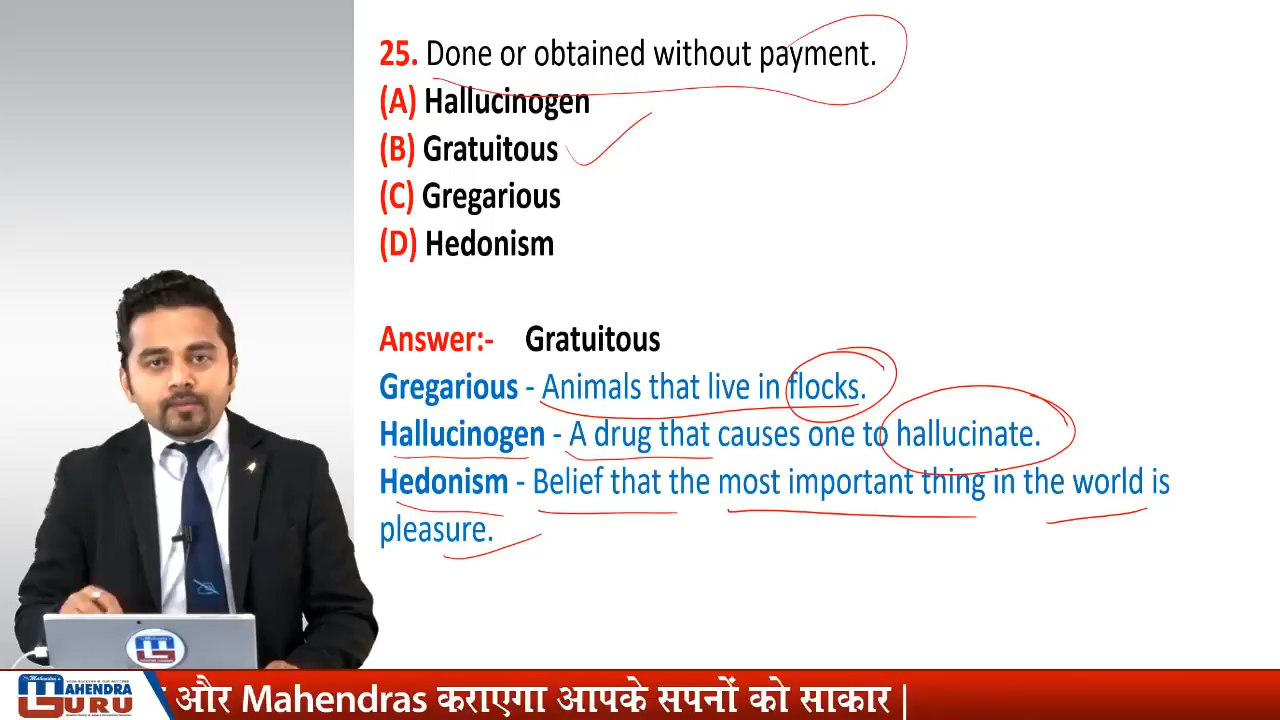 25. Done or obtained without payment.
(A) Hallucinogen
(B) Gratuitous
(C) Gregarious
(D) Hedonism
Answer:- Gratuitous
Gregarious - Animals that live in flocks.
Hallucinogen - A drug that causes one to hallucinate.
Hedonism - Belief that the most important thing in the world is
pleasure.
MAHENDRA
GURU
और Mahendras कराएगा आपके सपनों को साकार |